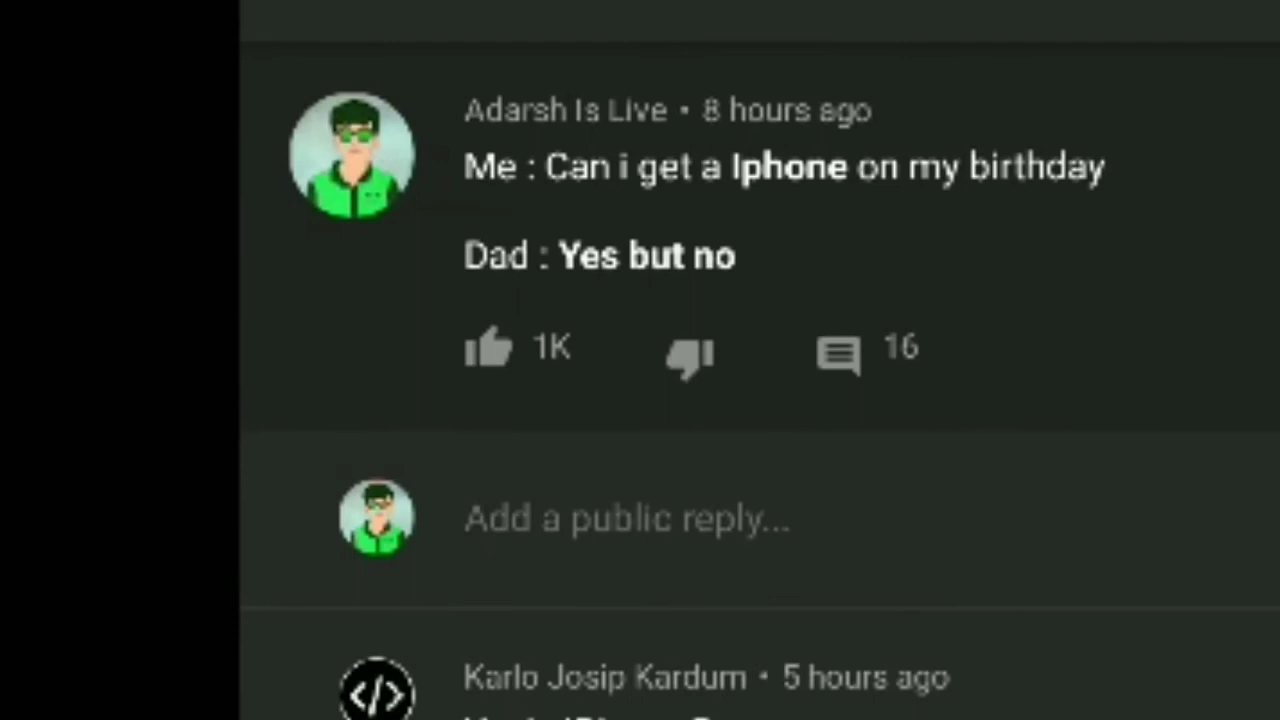 Adarsh Is Live • 8 hours ago
Me : Can i get a Iphone on my birthday
Dad : Yes but no
1K
16
Add a public reply...
Karlo Josip Kardum • 5 hours ago